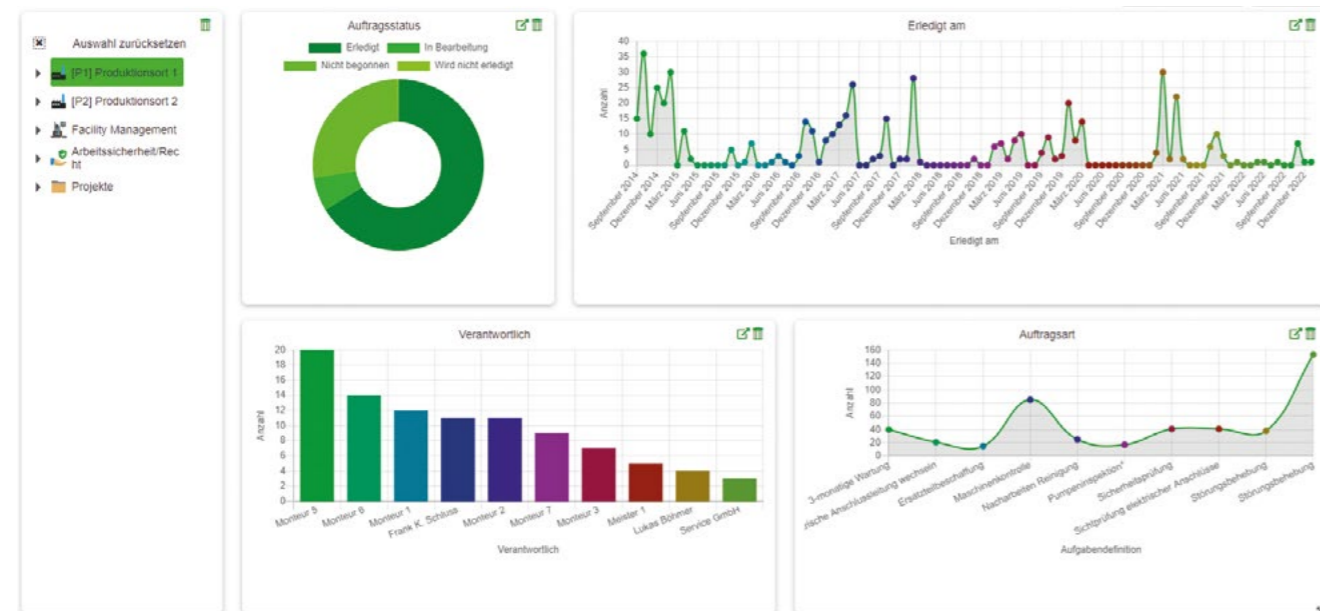 Auswahl zurücksetzen
[P1] Produktionsort 1
[P2] Produktionsort 2
Facility Management
Arbeitssicherheit/Rec
ht
Projekte
Auftragsstatus
Erledigt
In Bearbeitung
Nicht begonnen
Wird nicht erledigt
Erledigt am
Anzahl
40
35
30
25
20
15
10
5
0
September 2014
Dezember 2014
März 2015
Juni 2015
September 2015
Dezember 2015
März 2016
Juni 2016
September 2016
Dezember 2016
März 2017
Juni 2017
September 2017
Dezember 2017
März 2018
Juni 2018
September 2018
Dezember 2018
März 2019
Juni 2019
September 2019
Dezember 2019
März 2020
Juni 2020
September 2020
Dezember 2020
März 2021
Juni 2021
September 2021
Dezember 2021
März 2022
Juni 2022
September 2022
Dezember 2022
Erledigt am
Verantwortlich
Anzahl
20
18
16
14
12
10
8
6
4
2
0
Monteur 5
Monteur 6
Monteur 1
Frank K. Schluss
Monteur 2
Monteur 7
Monteur 3
Meister 1
Lukas Böhmer
Service GmbH
Verantwortlich
Auftragsart
Anzahl
160
140
120
100
80
60
40
20
0
3-monatige Wartung
rische Anschlussleitung wechseln
Ersatzteilbeschaffung
Maschinenkontrolle
Nacharbeiten Reinigung
Pumpeninspektion*
Sicherheitsprüfung
Sichtprüfung elektrischer Anschlüsse
Störungsbehebung
Störungsbehebung
Aufgabendefinition